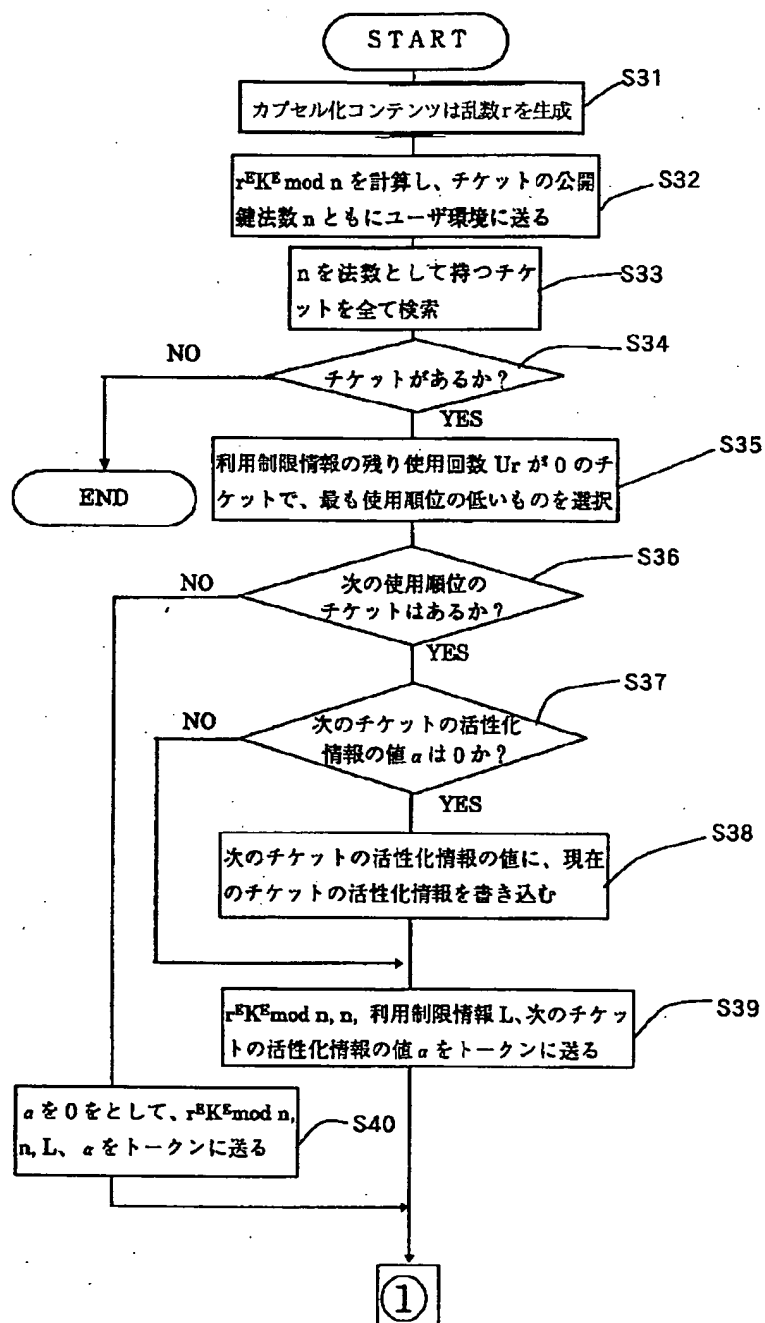 START
カプセル化コンテンツは乱数rを生成
S31
rᴱKᴱ mod n を計算し、チケットの公開
鍵法数 n ともにユーザ環境に送る
S32
n を法数として持つチケ
ットを全て検索
S33
チケットがあるか?
S34
NO
YES
END
利用制限情報の残り使用回数 Ur が 0 のチ
ケットで、最も使用順位の低いものを選択
S35
次の使用順位の
チケットはあるか?
S36
NO
YES
次のチケットの活性化
情報の値 α は 0 か?
S37
NO
YES
次のチケットの活性化情報の値に、現在
のチケットの活性化情報を書き込む
S38
rᴱKᴱmod n, n, 利用制限情報 L、次のチケッ
トの活性化情報の値 α をトークンに送る
S39
α を 0 をとして、rᴱKᴱmod n,
n, L、 α をトークンに送る
S40
①